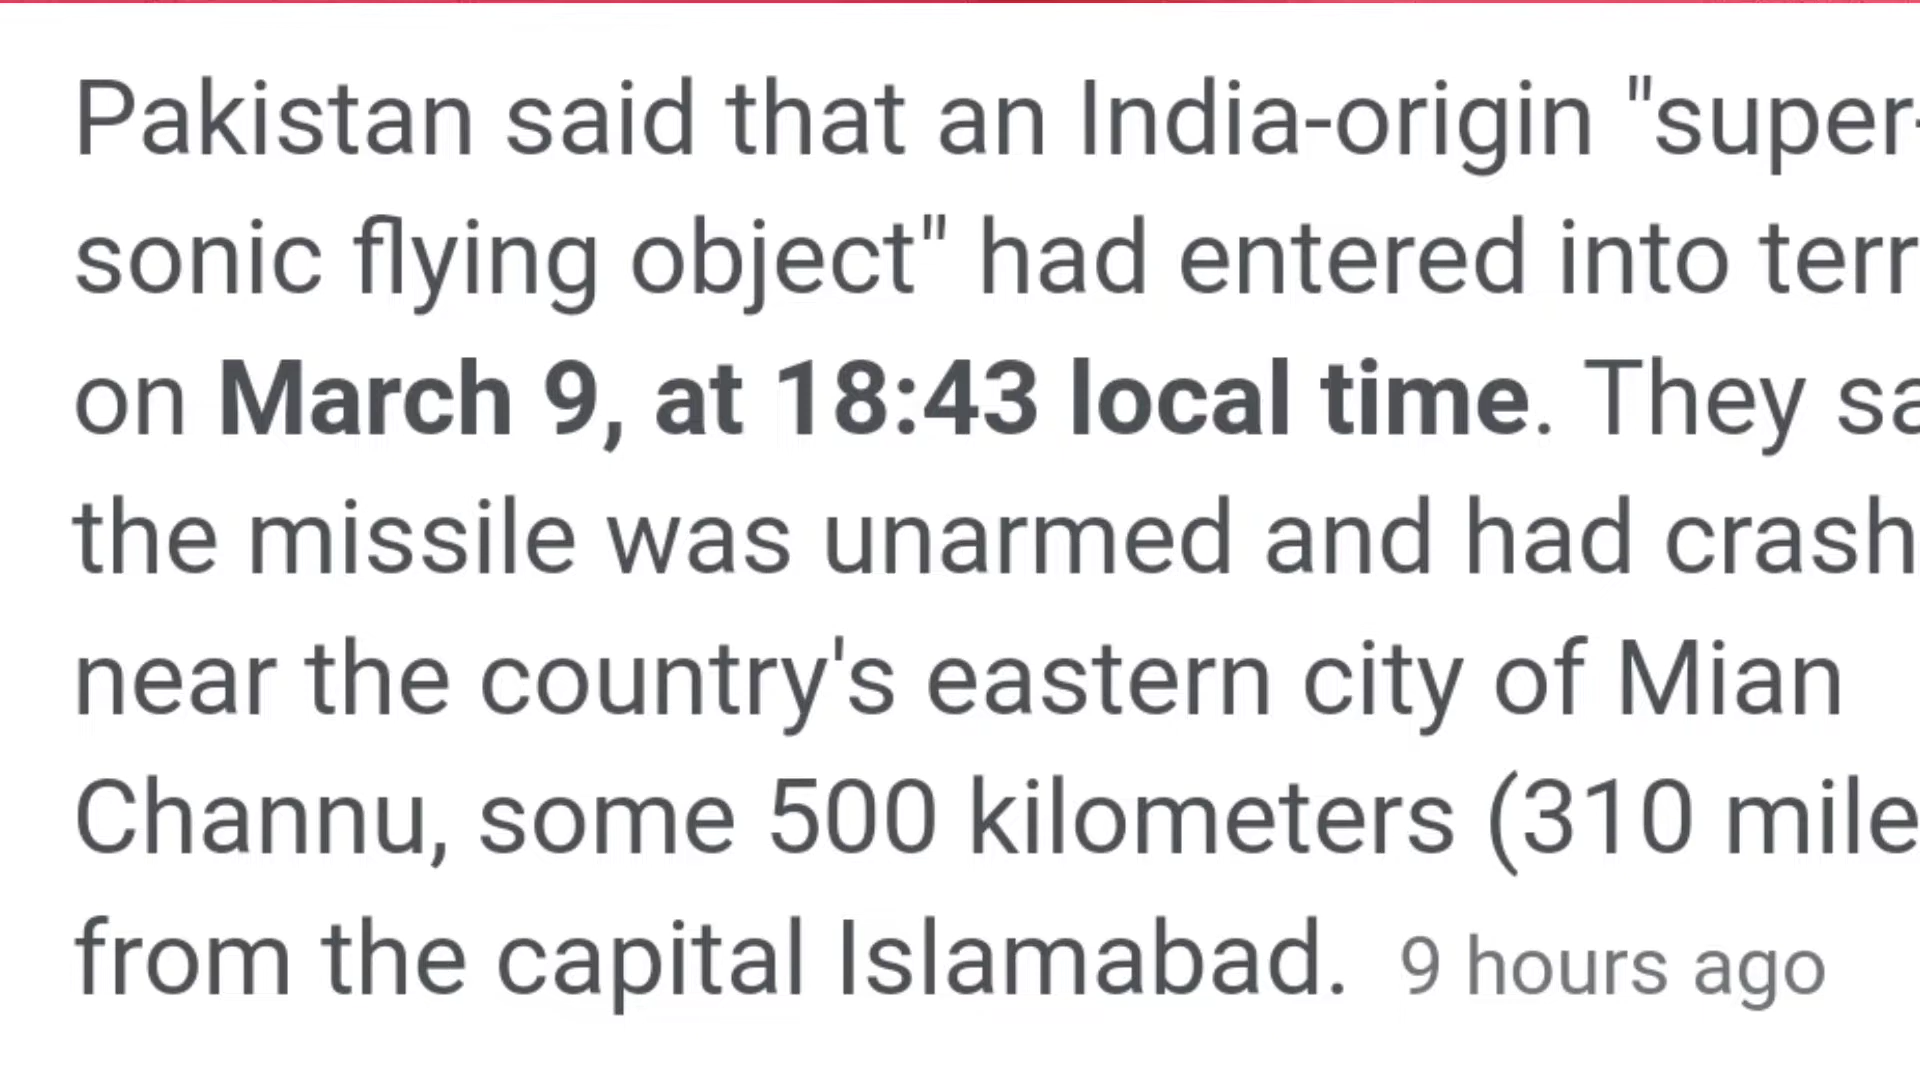 Pakistan said that an India-origin "super-
sonic flying object" had entered into terr
on March 9, at 18:43 local time. They sa
the missile was unarmed and had crash
near the country's eastern city of Mian
Channu, some 500 kilometers (310 mile
from the capital Islamabad. 9 hours ago